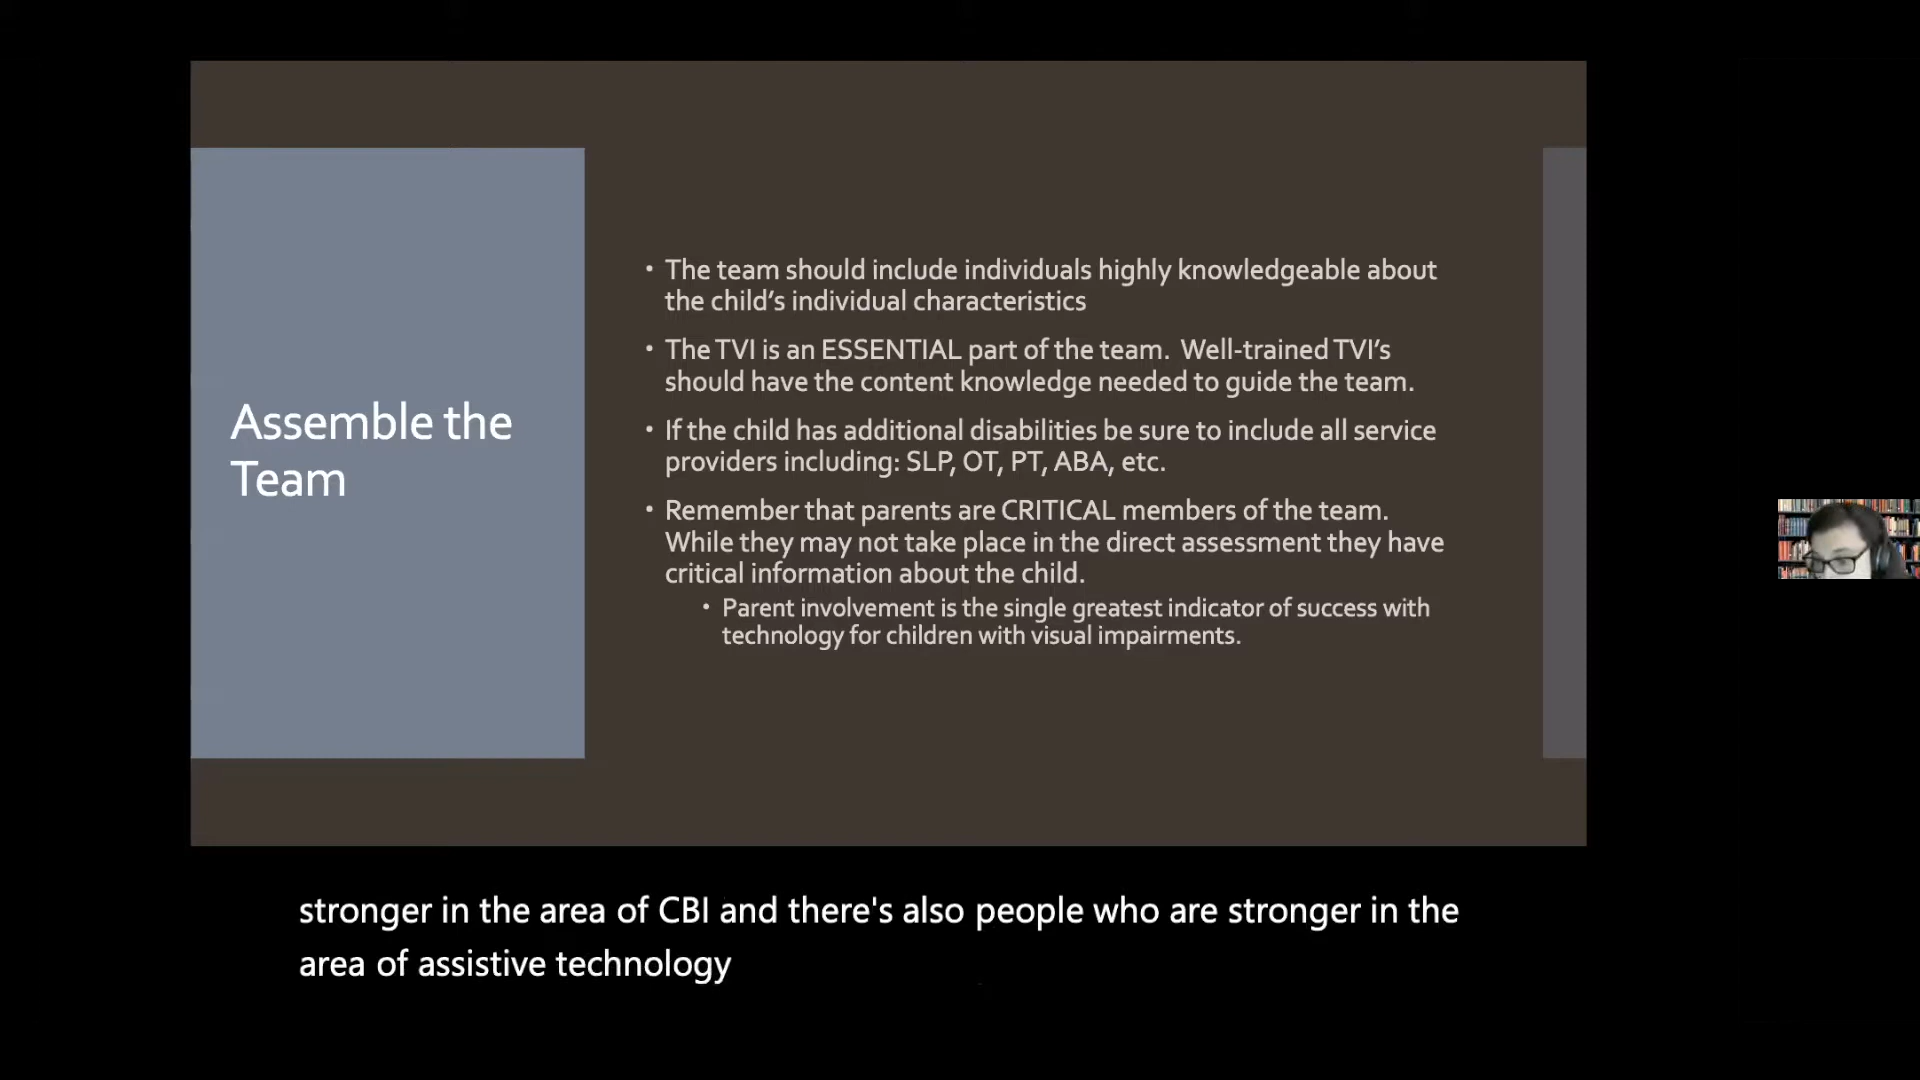 Assemble the
Team
• The team should include individuals highly knowledgeable about
the child's individual characteristics
• The TVI is an ESSENTIAL part of the team. Well-trained TVI's
should have the content knowledge needed to guide the team.
• If the child has additional disabilities be sure to include all service
providers including: SLP, OT, PT, ABA, etc.
• Remember that parents are CRITICAL members of the team.
While they may not take place in the direct assessment they have
critical information about the child.
• Parent involvement is the single greatest indicator of success with
technology for children with visual impairments.
stronger in the area of CBI and there's also people who are stronger in the
area of assistive technology